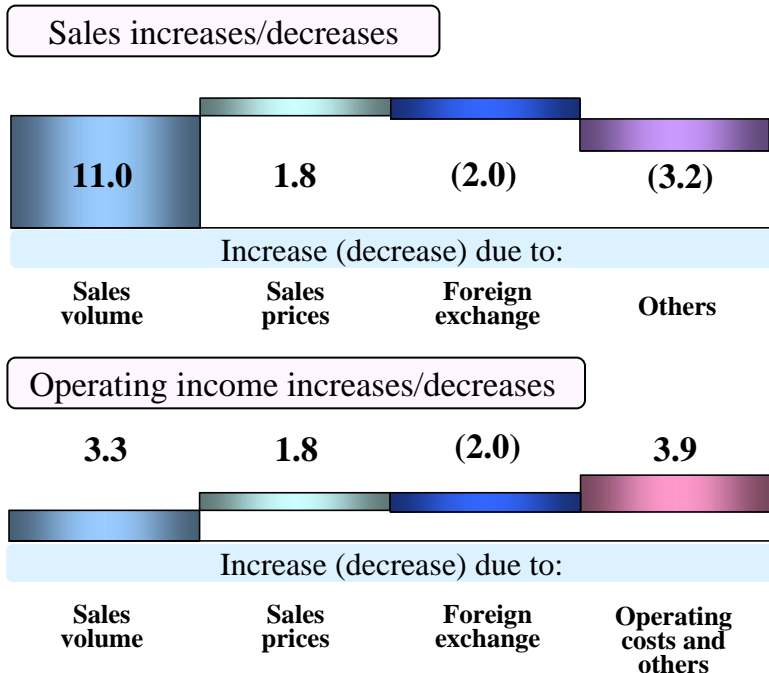 Sales increases/decreases
11.0 1.8 (2.0) (3.2)
Increase (decrease) due to:
Sales Sales Foreign Others
volume prices exchange
Operating income increases/decreases
3.3 1.8 (2.0) 3.9
Increase (decrease) due to:
Sales Sales Foreign Operating
volume prices exchange costs and
others